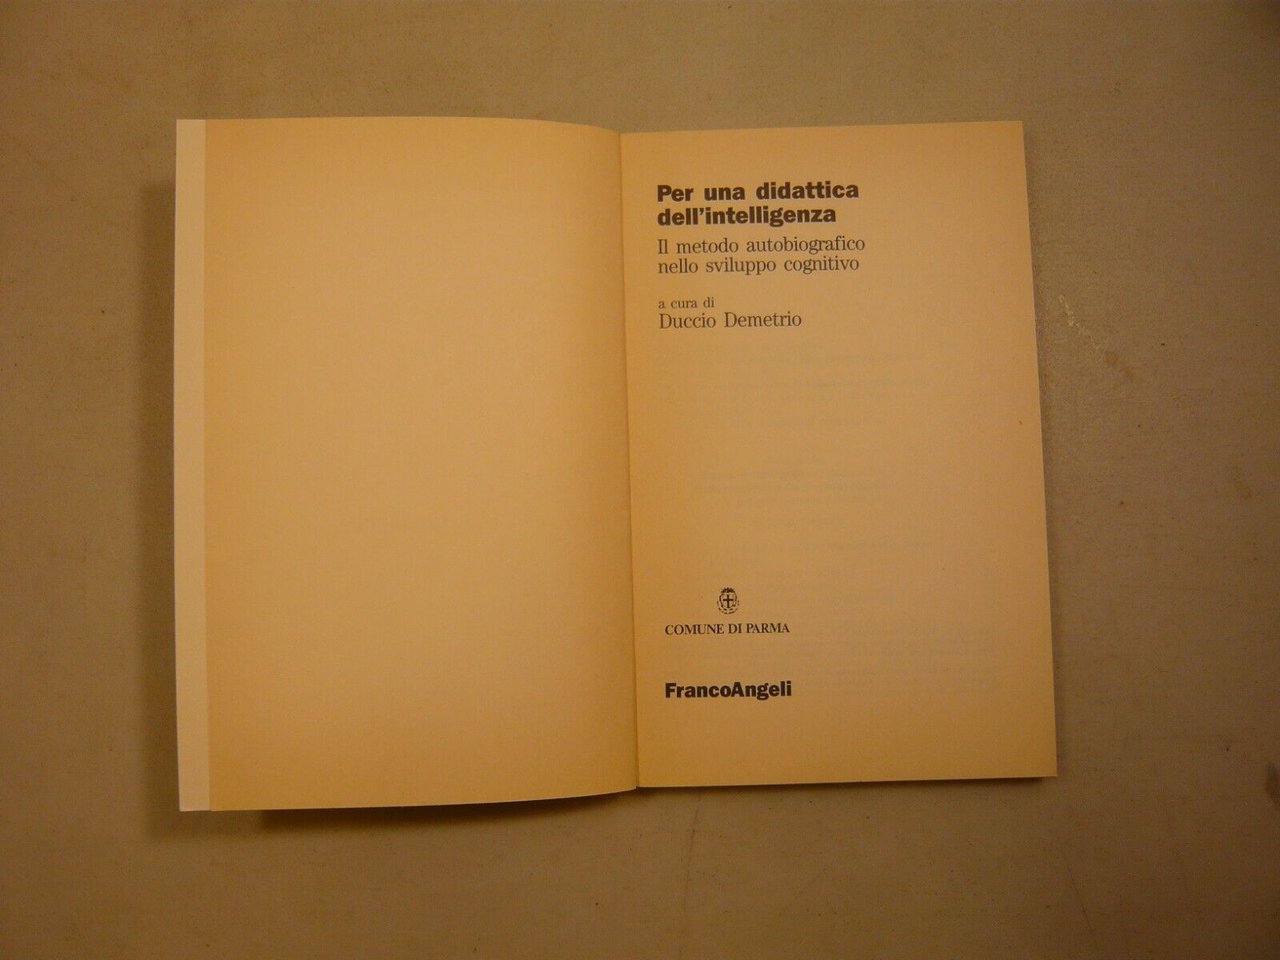 Per una didattica
dell'intelligenza
Il metodo autobiografico
nello sviluppo cognitivo
a cura di
Duccio Demetrio
COMUNE DI PARMA
FrancoAngeli